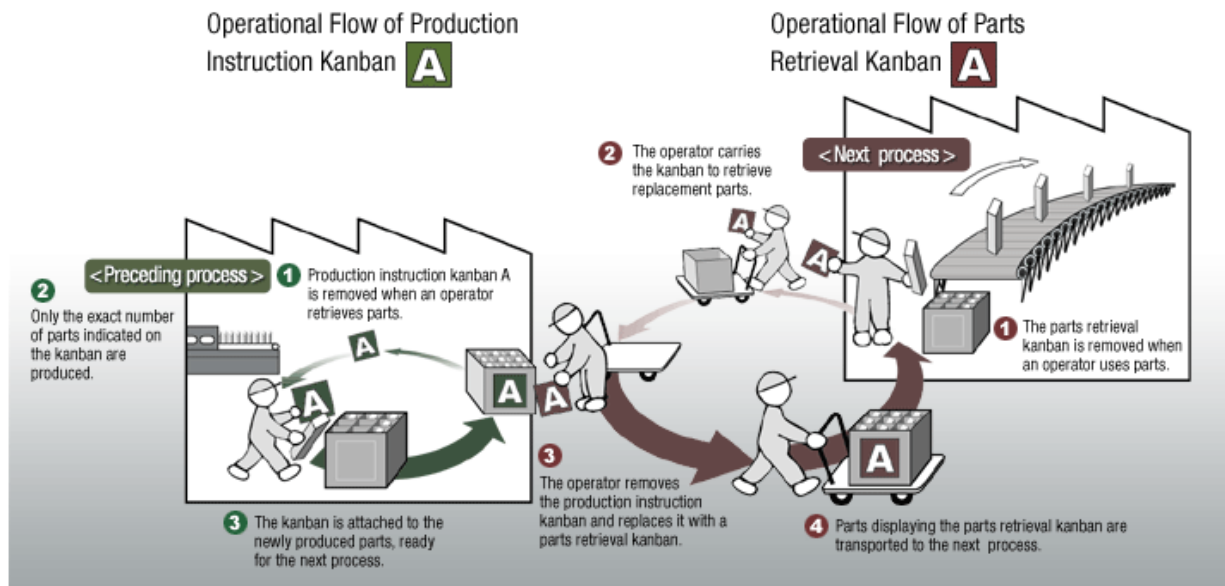 Operational Flow of Production
Instruction Kanban A
Operational Flow of Parts
Retrieval Kanban A
<Preceding process>
1 Production instruction kanban A
is removed when an operator
retrieves parts.
2
Only the exact number
of parts indicated on
the kanban are
produced.
A
A
A
3 The kanban is attached to the
newly produced parts, ready
for the next process.
<Next process>
1 The parts retrieval
kanban is removed when
an operator uses parts.
A
2 The operator carries
the kanban to retrieve
replacement parts.
A
A
3
The operator removes
the production instruction
kanban and replaces it with a
parts retrieval kanban.
A
4 Parts displaying the parts retrieval kanban are
transported to the next process.